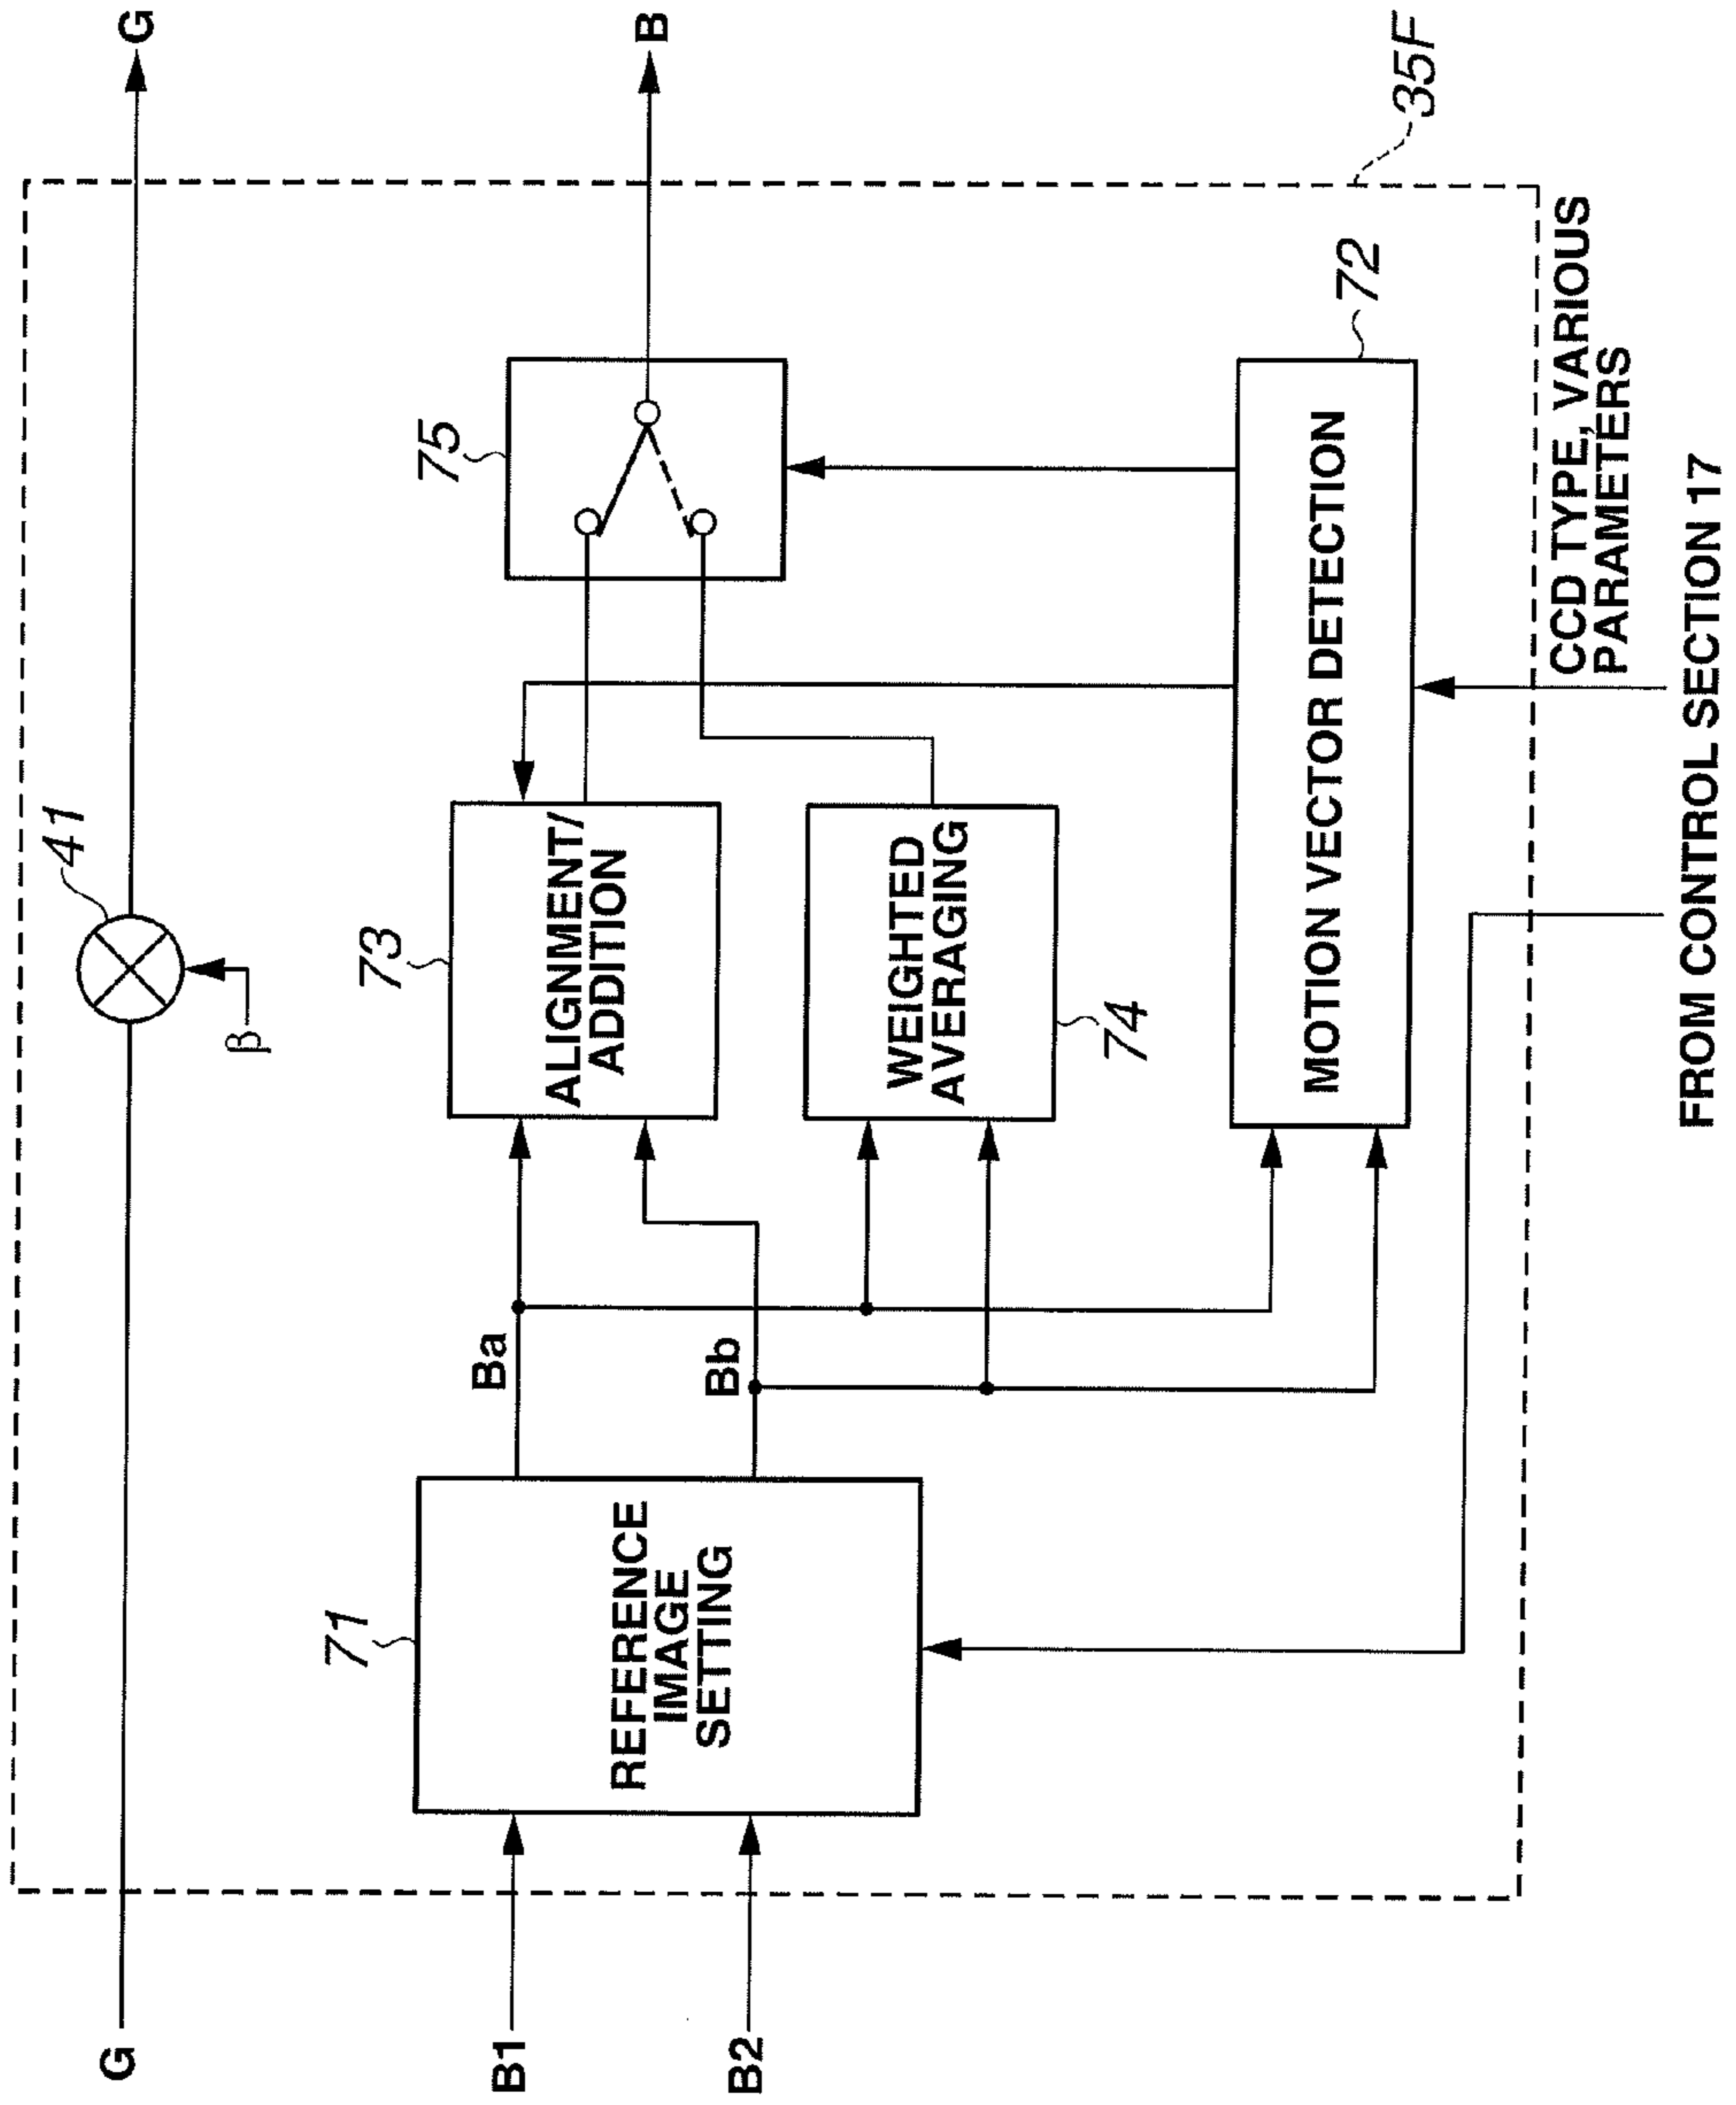 G
41
β
G
B1
B2
71
REFERENCE
IMAGE
SETTING
Ba
Bb
73
ALIGNMENT/
ADDITION
WEIGHTED
AVERAGING
74
75
B
MOTION VECTOR DETECTION
72
35F
CCD TYPE, VARIOUS
PARAMETERS
FROM CONTROL SECTION 17